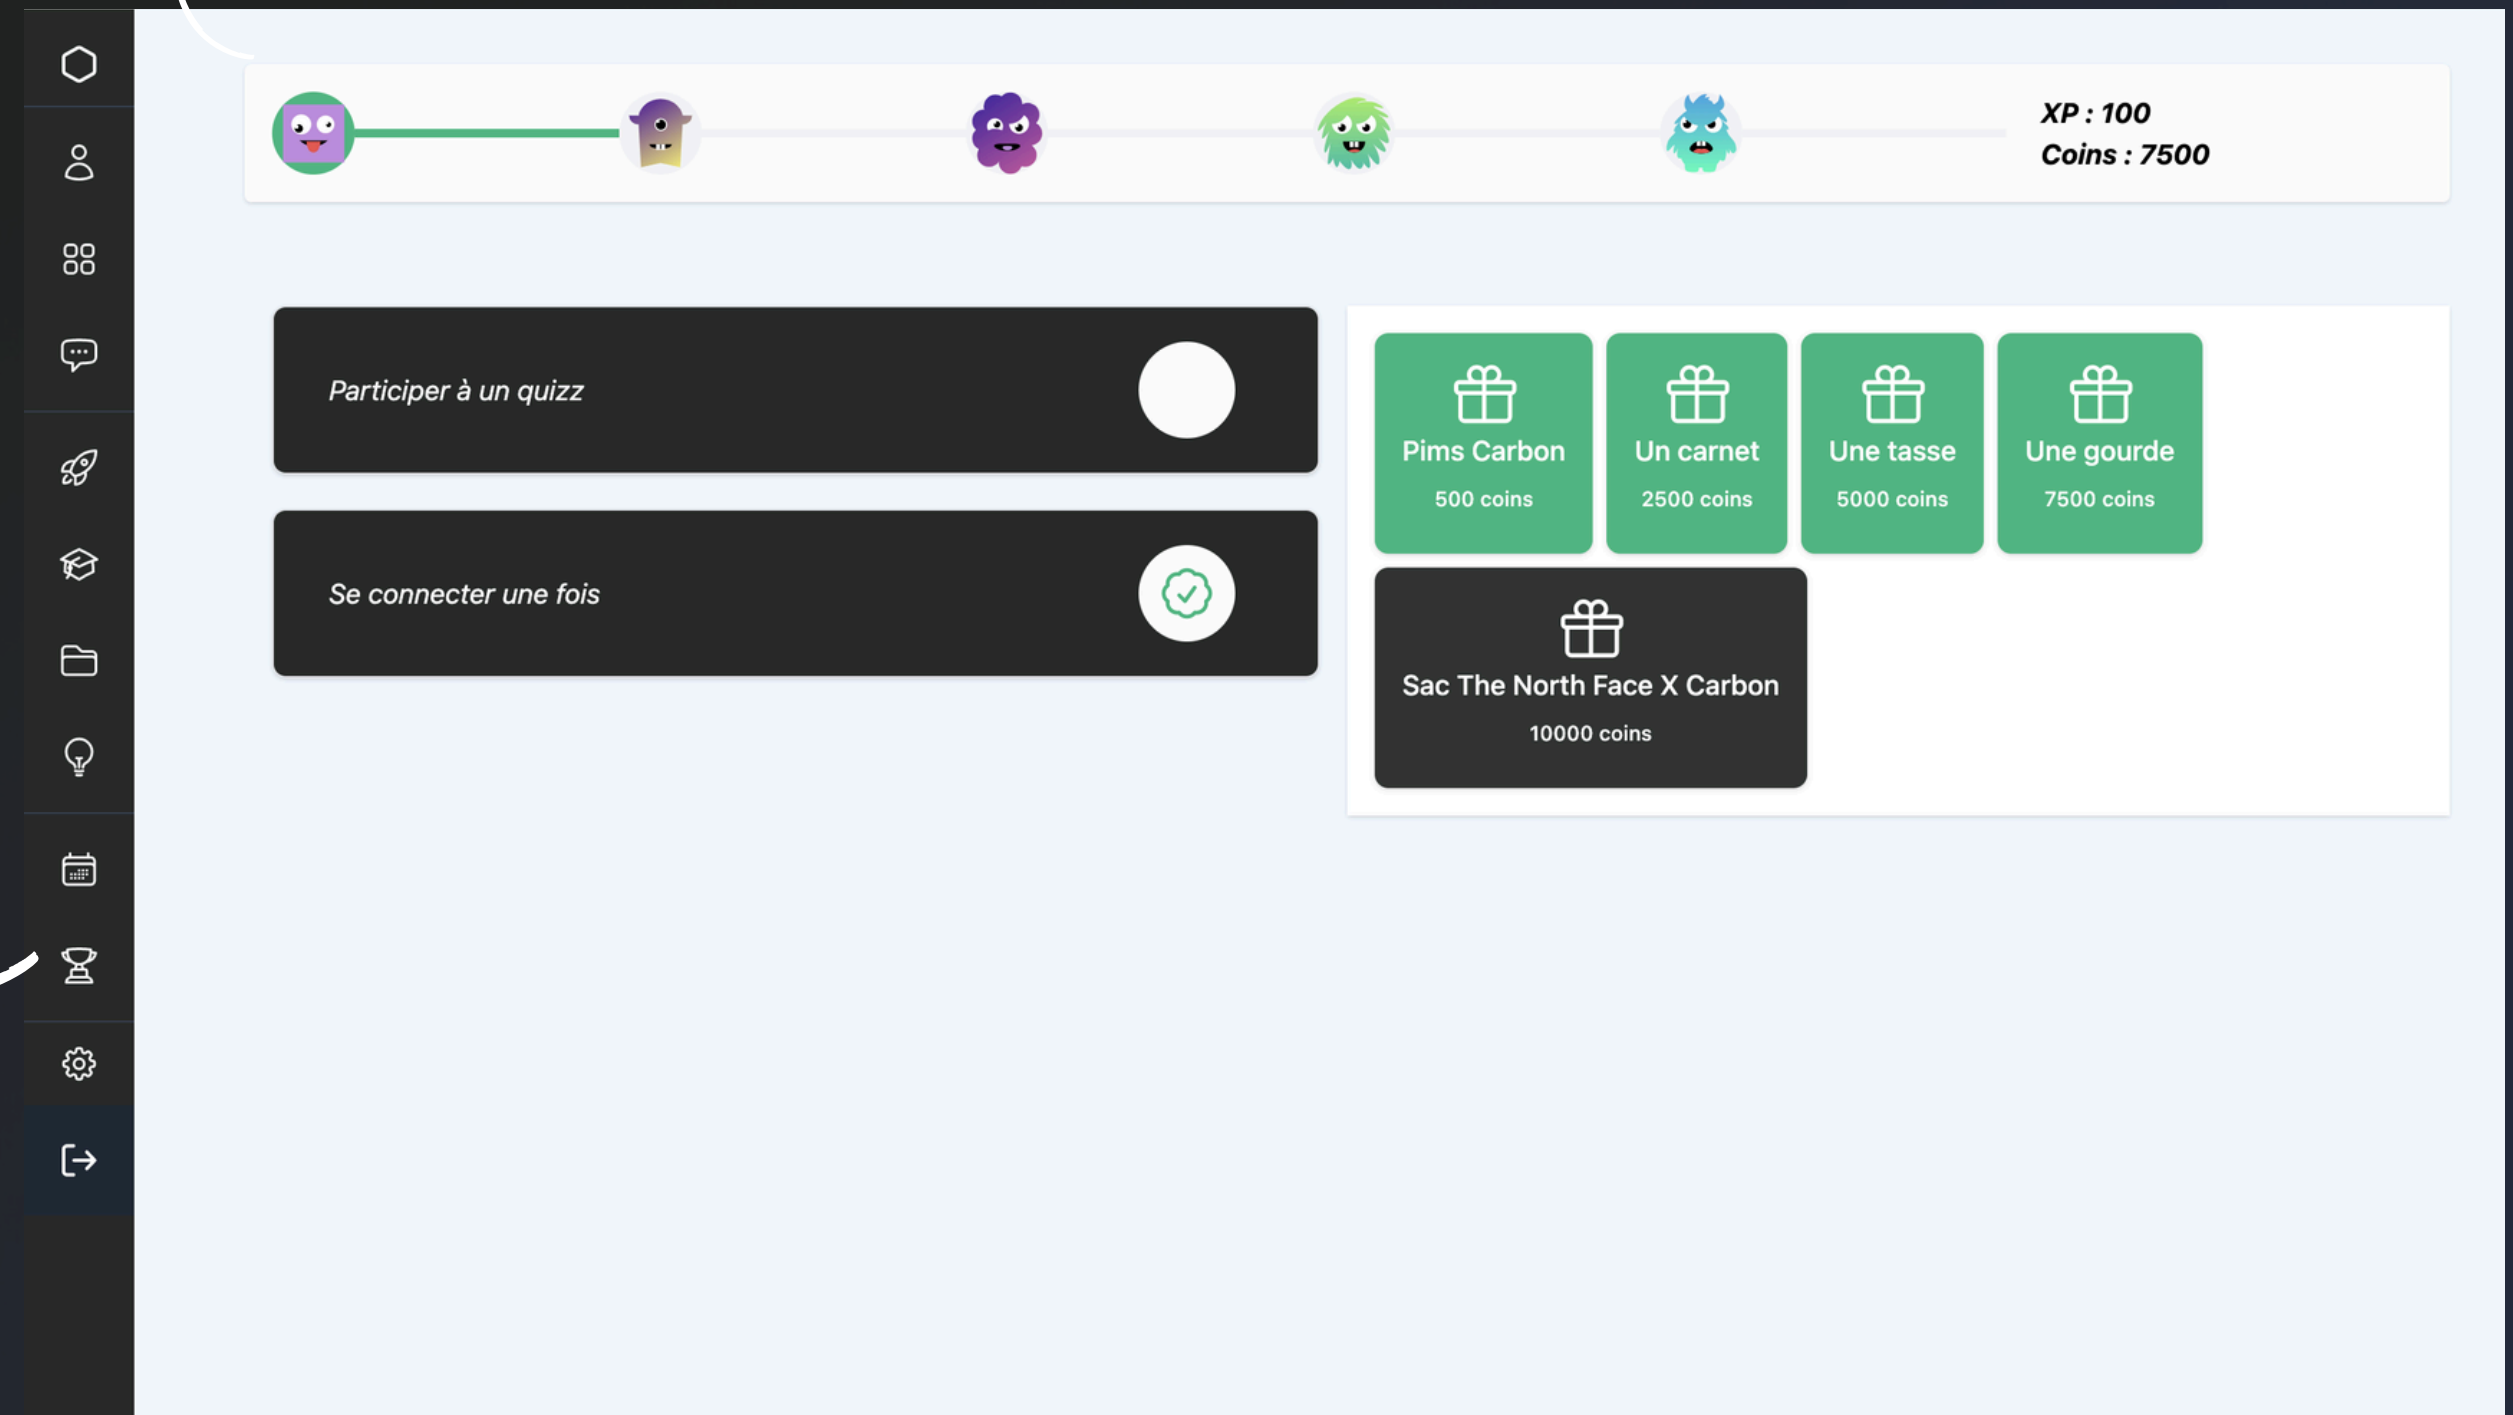 XP : 100
Coins : 7500
Participer à un quizz
Se connecter une fois
Pims Carbon
500 coins
Un carnet
2500 coins
Une tasse
5000 coins
Une gourde
7500 coins
Sac The North Face X Carbon
10000 coins